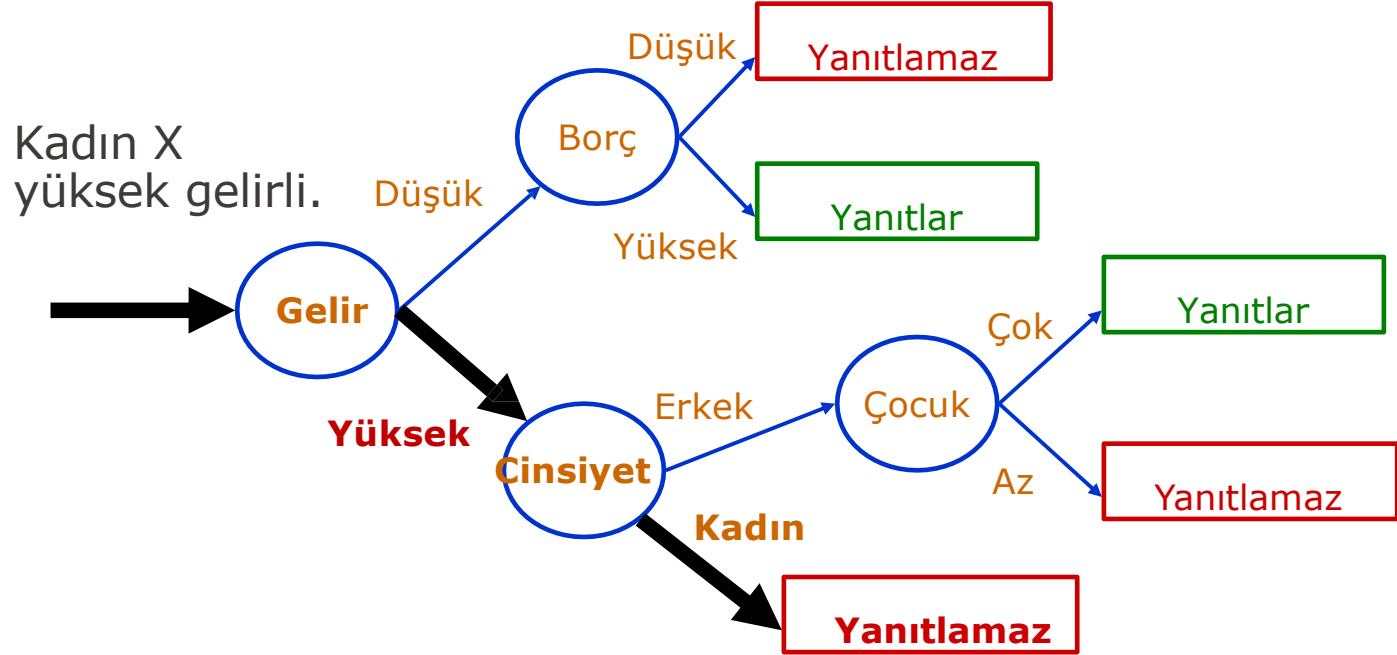 Kadın X
yüksek gelirli.
Düşük
Yanıtlamaz
Borç
Düşük
Yanıtlar
Yüksek
Gelir
Yüksek
Cinsiyet
Erkek
Çocuk
Çok
Yanıtlar
Az
Yanıtlamaz
Kadın
Yanıtlamaz